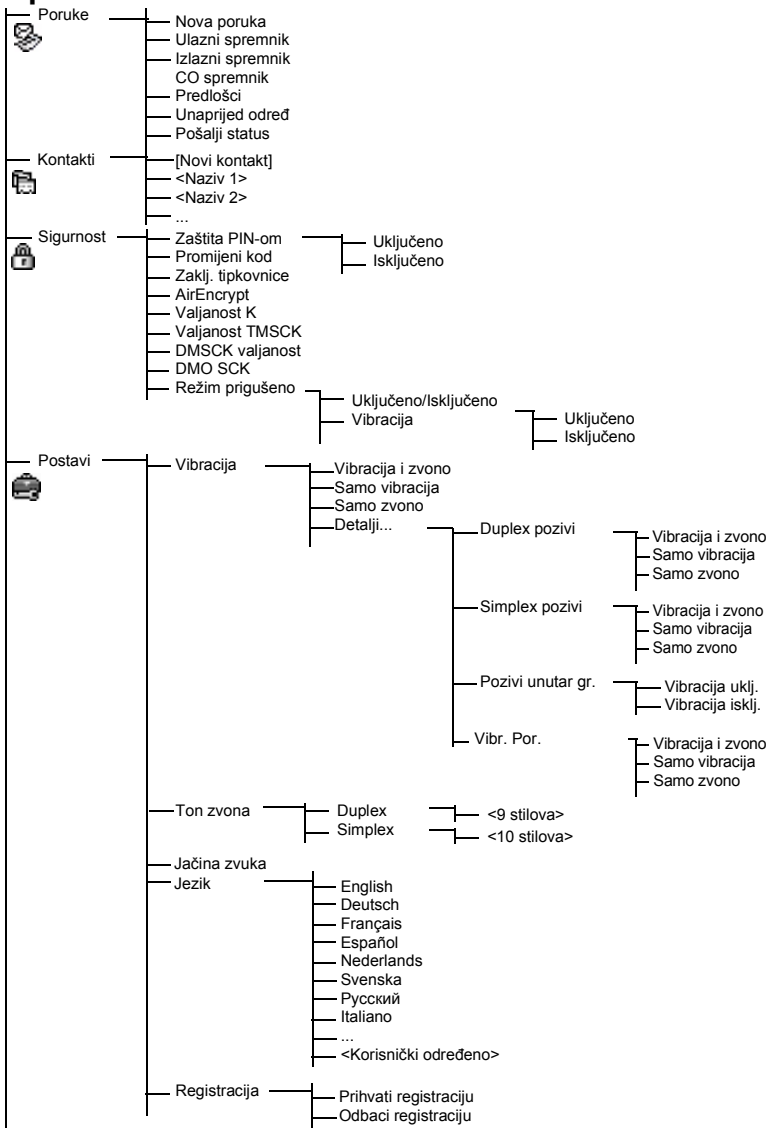 Poruke
Nova poruka
Ulazni spremnik
Izlazni spremnik
CO spremnik
Predlošci
Unaprijed određ
Pošalji status
Kontakti
[Novi kontakt]
<Naziv 1>
<Naziv 2>
...
Sigurnost
Zaštita PIN-om
Uključeno
Isključeno
Promijeni kod
Zaklj. tipkovnice
AirEncrypt
Valjanost K
Valjanost TMSCK
DMSCK valjanost
DMO SCK
Režim prigušeno
Uključeno/Isključeno
Vibracija
Uključeno
Isključeno
Postavi
Vibracija
Vibracija i zvono
Samo vibracija
Samo zvono
Detalji...
Duplex pozivi
Vibracija i zvono
Samo vibracija
Samo zvono
Simplex pozivi
Vibracija i zvono
Samo vibracija
Samo zvono
Pozivi unutar gr.
Vibracija uklj.
Vibracija isklj.
Vibr. Por.
Vibracija i zvono
Samo vibracija
Samo zvono
Ton zvona
Duplex
<9 stilova>
Simplex
<10 stilova>
Jačina zvuka
Jezik
English
Deutsch
Français
Español
Nederlands
Svenska
Русский
Italiano
...
<Korisnički određeno>
Registracija
Prihvati registraciju
Odbaci registraciju